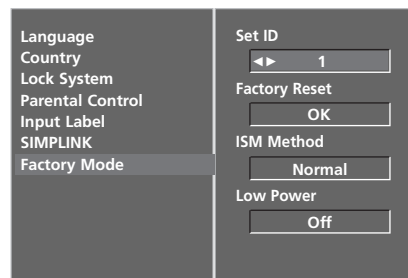 Language
Country
Lock System
Parental Control
Input Label
SIMPLINK
Factory Mode
Set ID
◄► 1
Factory Reset
OK
ISM Method
Normal
Low Power
Off